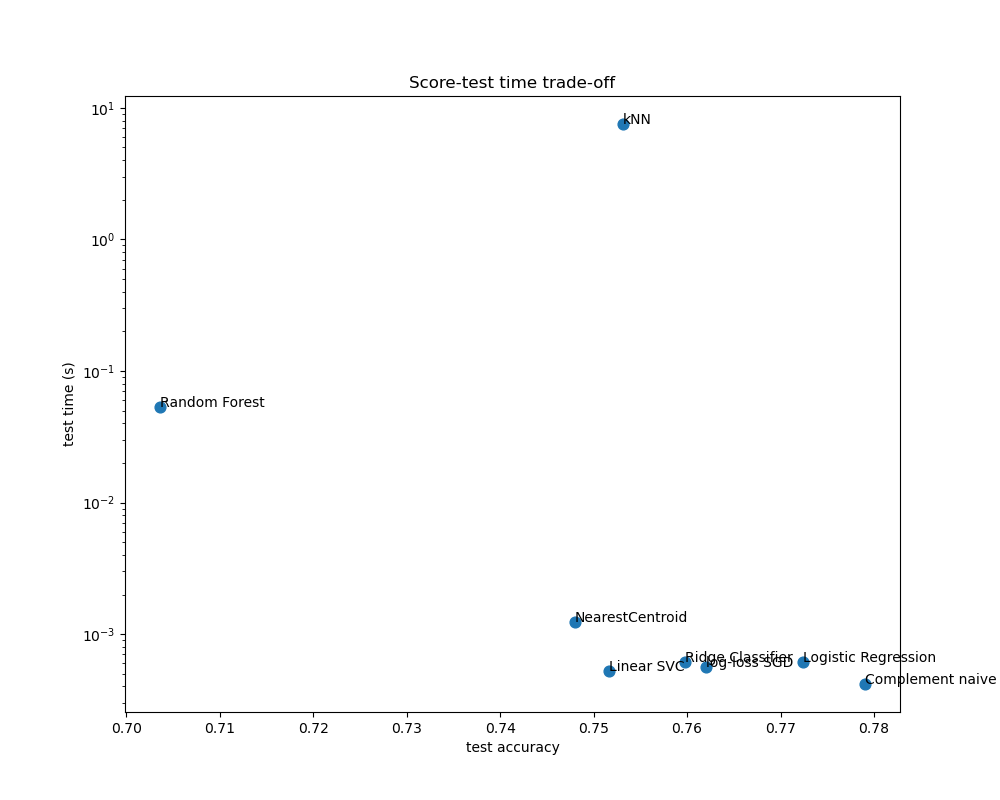 Score-test time trade-off
10¹
kNN
10⁰
test time (s)
10⁻¹
Random Forest
10⁻²
NearestCentroid
10⁻³
Linear SVC
Ridge Classifier
log-loss SGD
Logistic Regression
Complement naive
0.70 0.71 0.72 0.73 0.74 0.75 0.76 0.77 0.78
test accuracy